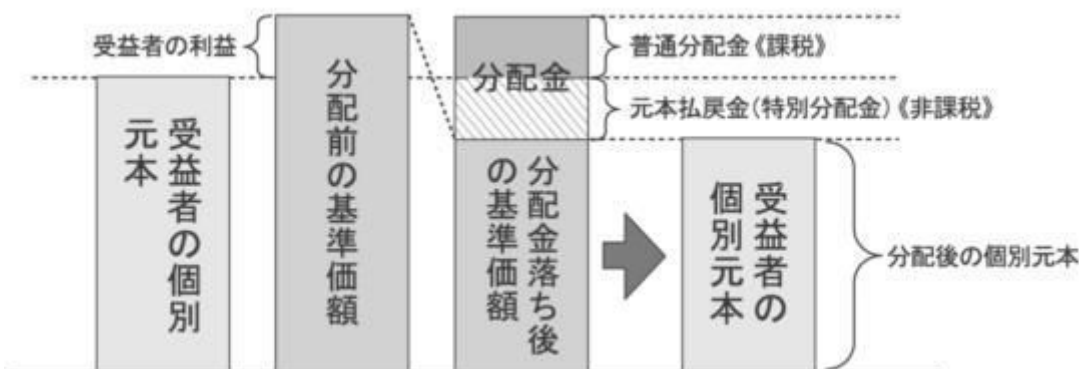 受益者の利益
受益者の個別
元本
分配前の基準価額
分配金
分配金落ち後
の基準価額
普通分配金《課税》
元本払戻金(特別分配金)《非課税》
受益者の
個別元本
分配後の個別元本